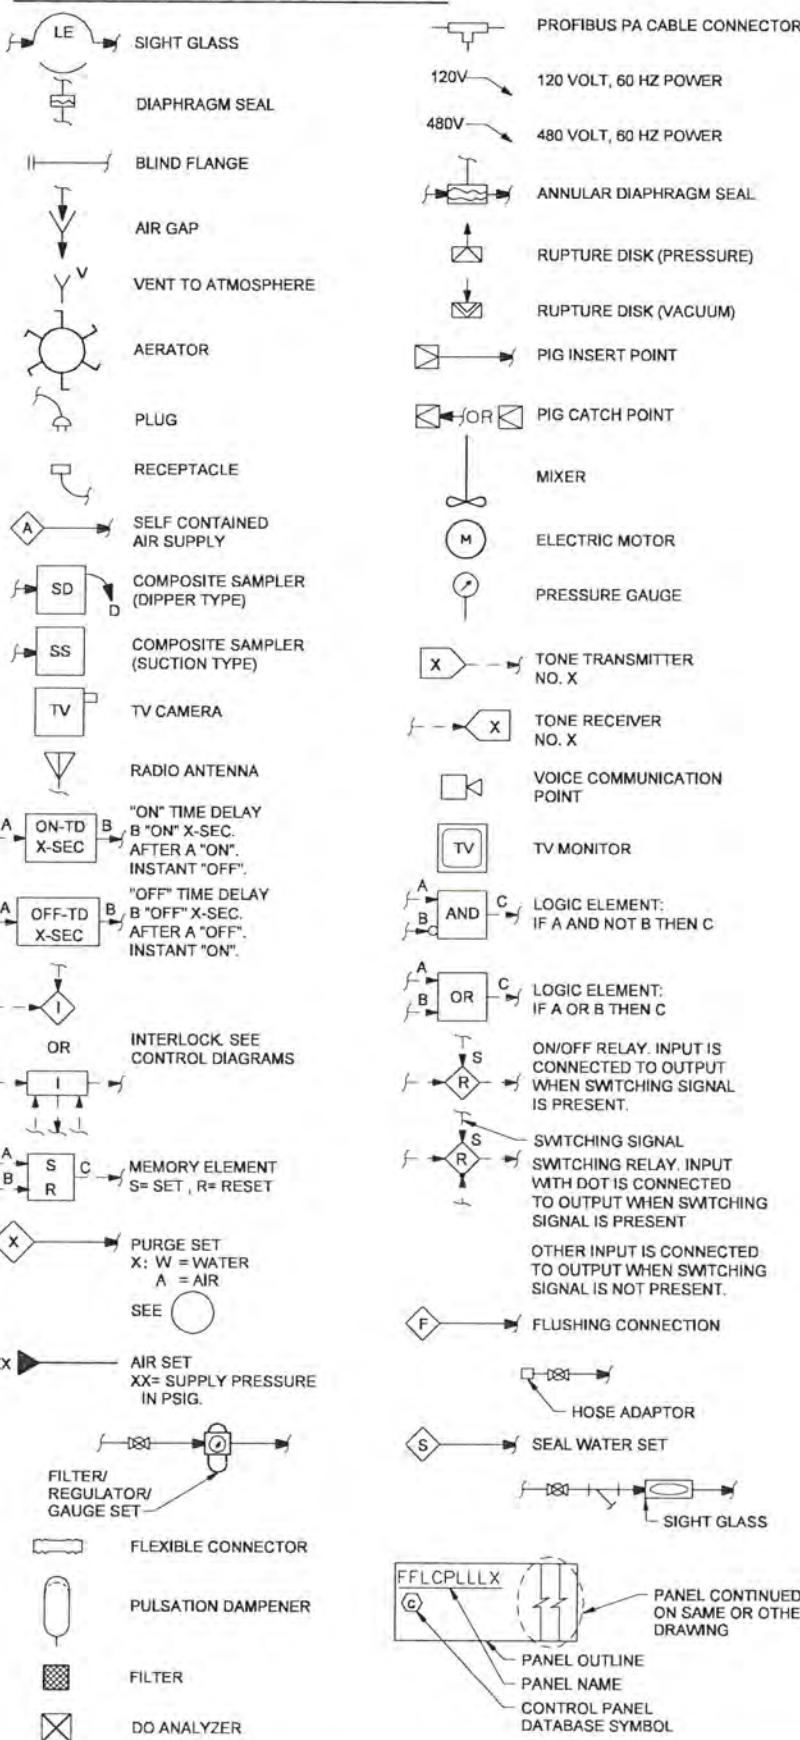 LE
SIGHT GLASS
DIAPHRAGM SEAL
BLIND FLANGE
AIR GAP
V
VENT TO ATMOSPHERE
AERATOR
PLUG
RECEPTACLE
A
SELF CONTAINED
AIR SUPPLY
SD
D
COMPOSITE SAMPLER
(DIPPER TYPE)
SS
COMPOSITE SAMPLER
(SUCTION TYPE)
TV
TV CAMERA
RADIO ANTENNA
A
ON-TD
X-SEC
B
"ON" TIME DELAY
B "ON" X-SEC.
AFTER A "ON".
INSTANT "OFF".
A
OFF-TD
X-SEC
B
"OFF" TIME DELAY
B "OFF" X-SEC.
AFTER A "OFF".
INSTANT "ON".
I
OR
I
INTERLOCK. SEE
CONTROL DIAGRAMS
A
B
S
R
C
MEMORY ELEMENT
S= SET , R= RESET
X
PURGE SET
X: W = WATER
A = AIR
SEE
X
AIR SET
XX= SUPPLY PRESSURE
IN PSIG.
FILTER/
REGULATOR/
GAUGE SET
FLEXIBLE CONNECTOR
PULSATION DAMPENER
FILTER
DO ANALYZER
PROFIBUS PA CABLE CONNECTOR
120V
120 VOLT, 60 HZ POWER
480V
480 VOLT, 60 HZ POWER
ANNULAR DIAPHRAGM SEAL
RUPTURE DISK (PRESSURE)
RUPTURE DISK (VACUUM)
PIG INSERT POINT
OR
PIG CATCH POINT
MIXER
M
ELECTRIC MOTOR
PRESSURE GAUGE
X
TONE TRANSMITTER
NO. X
X
TONE RECEIVER
NO. X
VOICE COMMUNICATION
POINT
TV
TV MONITOR
A
B
AND
C
LOGIC ELEMENT:
IF A AND NOT B THEN C
A
B
OR
C
LOGIC ELEMENT:
IF A OR B THEN C
S
R
ON/OFF RELAY. INPUT IS
CONNECTED TO OUTPUT
WHEN SWITCHING SIGNAL
IS PRESENT.
S
R
SWITCHING SIGNAL
SWITCHING RELAY. INPUT
WITH DOT IS CONNECTED
TO OUTPUT WHEN SWITCHING
SIGNAL IS PRESENT
OTHER INPUT IS CONNECTED
TO OUTPUT WHEN SWITCHING
SIGNAL IS NOT PRESENT.
F
FLUSHING CONNECTION
HOSE ADAPTOR
S
SEAL WATER SET
SIGHT GLASS
FFLCPLLLX
C
PANEL CONTINUED
ON SAME OR OTHE
DRAWING
PANEL OUTLINE
PANEL NAME
CONTROL PANEL
DATABASE SYMBOL